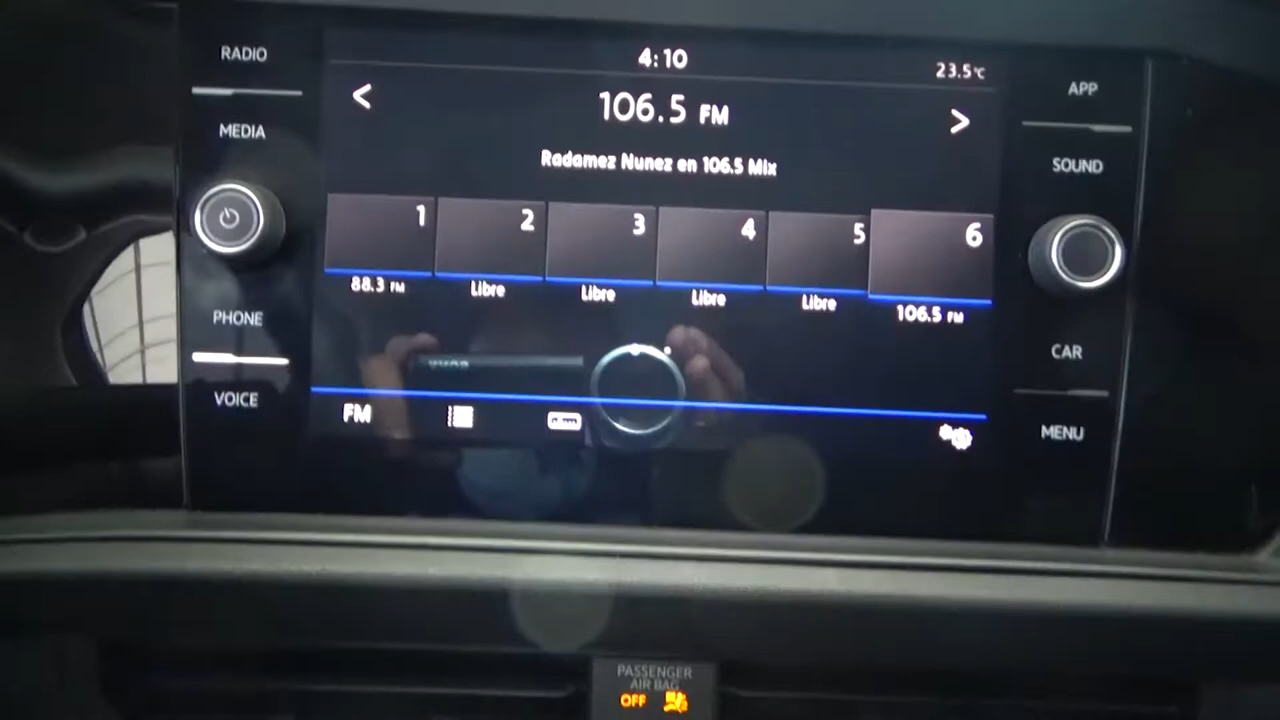 RADIO
MEDIA
PHONE
VOICE
4:10
23.5°C
106.5 FM
Radamez Nunez en 106.5 Mix
1
2
3
4
5
6
88.3 FM
Libre
Libre
Libre
Libre
106.5 FM
FM
APP
SOUND
CAR
MENU
PASSENGER
AIR BAG
OFF